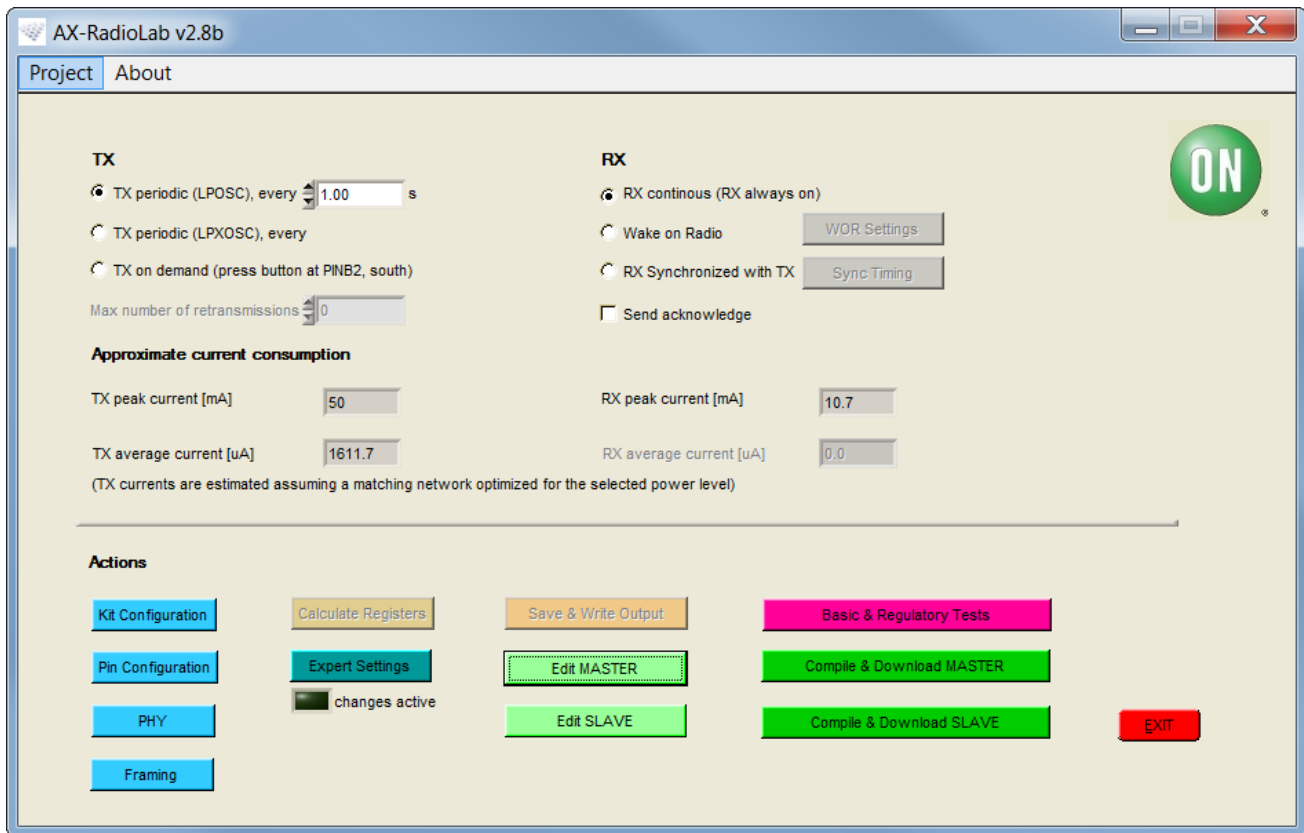 AX-RadioLab v2.8b
Project About
TX
TX periodic (LPOSC), every 1.00 s
TX periodic (LPXOSC), every
TX on demand (press button at PINB2, south)
Max number of retransmissions 0
RX
RX continous (RX always on)
Wake on Radio WOR Settings
RX Synchronized with TX Sync Timing
Send acknowledge
ON
®
Approximate current consumption
TX peak current [mA] 50
RX peak current [mA] 10.7
TX average current [uA] 1611.7
RX average current [uA] 0.0
(TX currents are estimated assuming a matching network optimized for the selected power level)
Actions
Kit Configuration Calculate Registers Save & Write Output Basic & Regulatory Tests
Pin Configuration Expert Settings Edit MASTER Compile & Download MASTER
changes active
PHY Edit SLAVE Compile & Download SLAVE EXIT
Framing